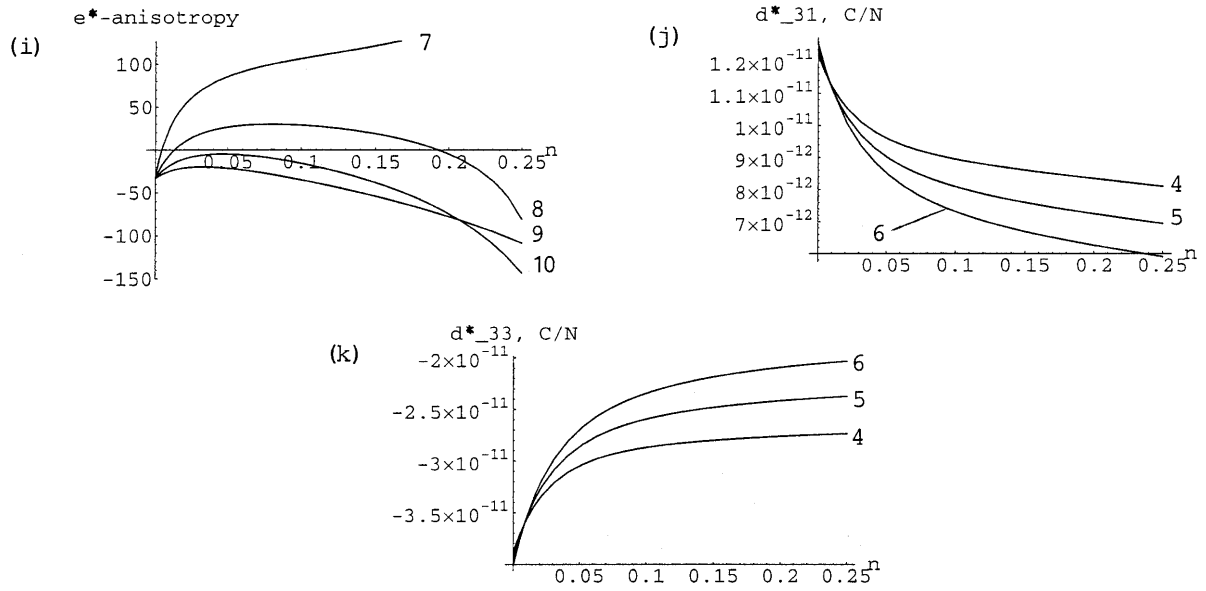 (i)
e*-anisotropy
100
50
-50
-100
-150
0.05 0.1 0.15 0.2 0.25 n
7
8
9
10
(j)
d*_31, C/N
1.2×10⁻¹¹
1.1×10⁻¹¹
1×10⁻¹¹
9×10⁻¹²
8×10⁻¹²
7×10⁻¹²
4
5
6
0.05 0.1 0.15 0.2 0.25 n
(k)
d*_33, C/N
-2×10⁻¹¹
-2.5×10⁻¹¹
-3×10⁻¹¹
-3.5×10⁻¹¹
6
5
4
0.05 0.1 0.15 0.2 0.25 n